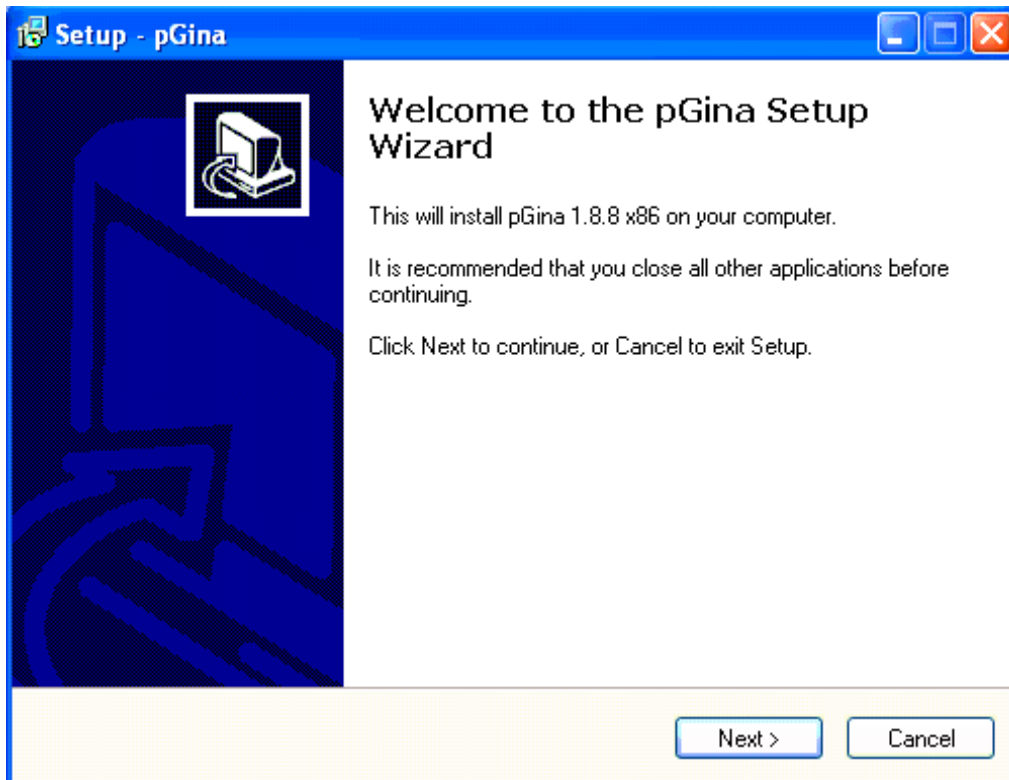 Setup - pGina
Welcome to the pGina Setup
Wizard
This will install pGina 1.8.8 x86 on your computer.
It is recommended that you close all other applications before
continuing.
Click Next to continue, or Cancel to exit Setup.
Next >
Cancel